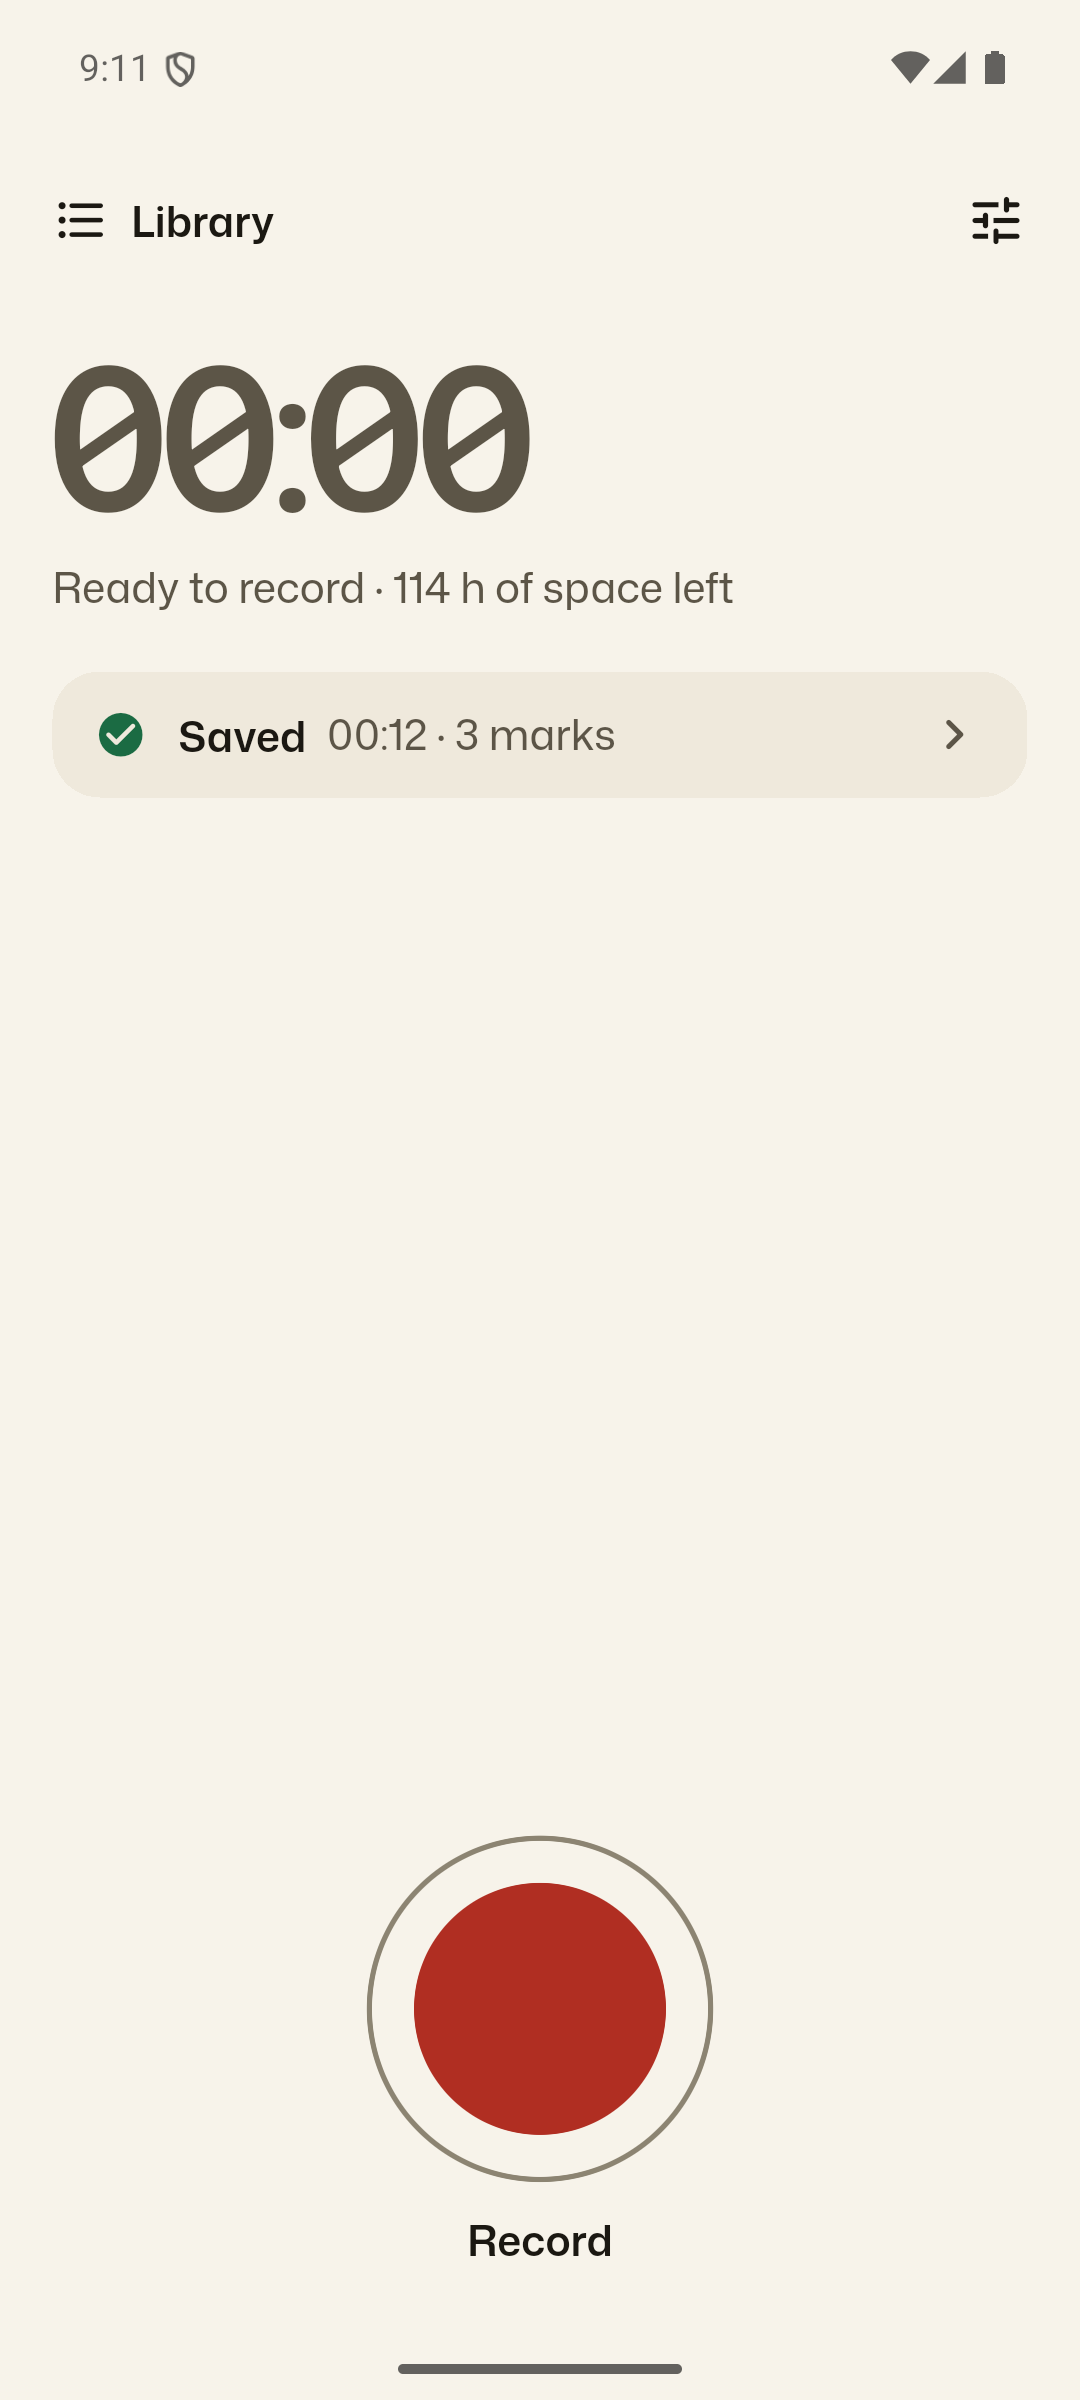 9:11
Library
00:00
Ready to record · 114 h of space left
Saved 00:12 · 3 marks
Record